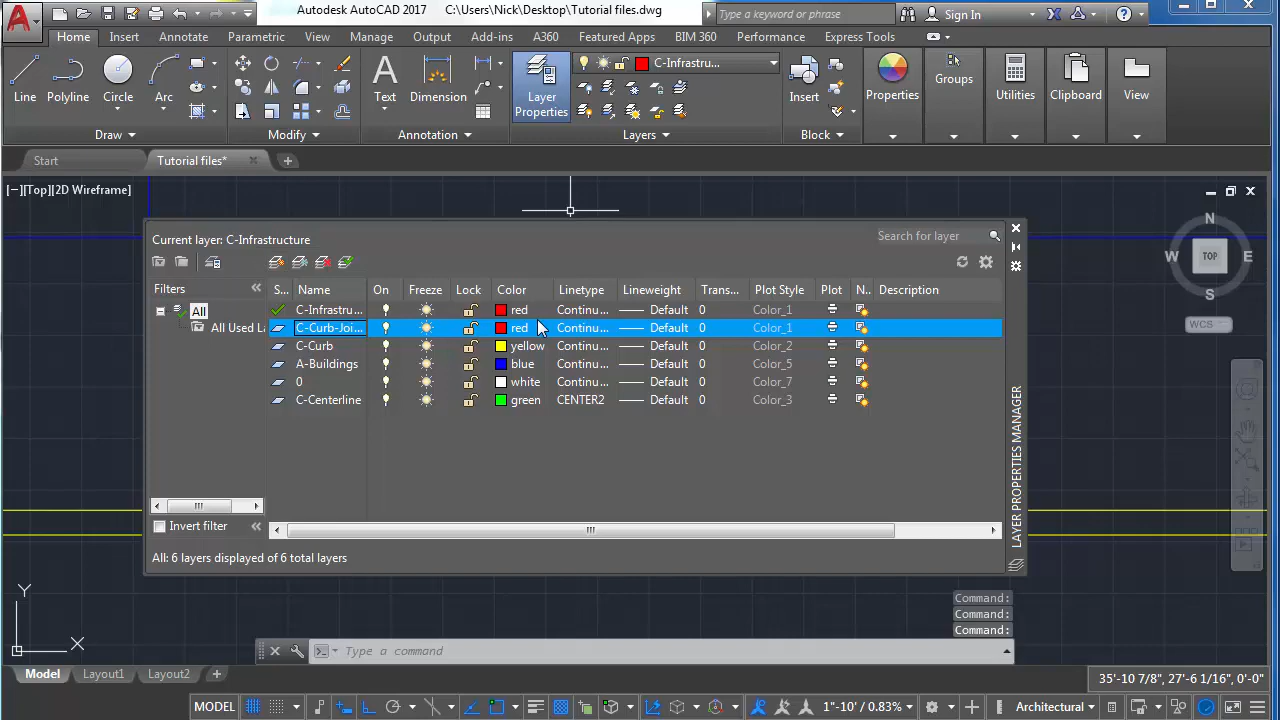 Autodesk AutoCAD 2017 C:\Users\Nick\Desktop\Tutorial files.dwg
Type a keyword or phrase
Sign In
Home Insert Annotate Parametric View Manage Output Add-ins A360 Featured Apps BIM 360 Performance Express Tools
C-Infrastru...
Line Polyline Circle Arc
Text Dimension
Layer
Properties
Insert
Properties Groups Utilities Clipboard View
Draw Modify Annotation Layers Block
Start Tutorial files*
[−][Top][2D Wireframe]
N
W TOP E
S
WCS
Current layer: C-Infrastructure
Search for layer
Filters
S... Name On Freeze Lock Color Linetype Lineweight Trans... Plot Style Plot N.. Description
All
All Used La
C-Infrastru... red Continu... Default 0 Color_1
C-Curb-Joi... red Continu... Default 0 Color_1
C-Curb yellow Continu... Default 0 Color_2
A-Buildings blue Continu... Default 0 Color_5
0 white Continu... Default 0 Color_7
C-Centerline green CENTER2 Default 0 Color_3
Invert filter
All: 6 layers displayed of 6 total layers
LAYER PROPERTIES MANAGER
Command:
Command:
Command:
Type a command
Y
X
Model Layout1 Layout2
35'-10 7/8", 27'-6 1/16", 0'-0"
MODEL 1"-10' / 0.83% Architectural